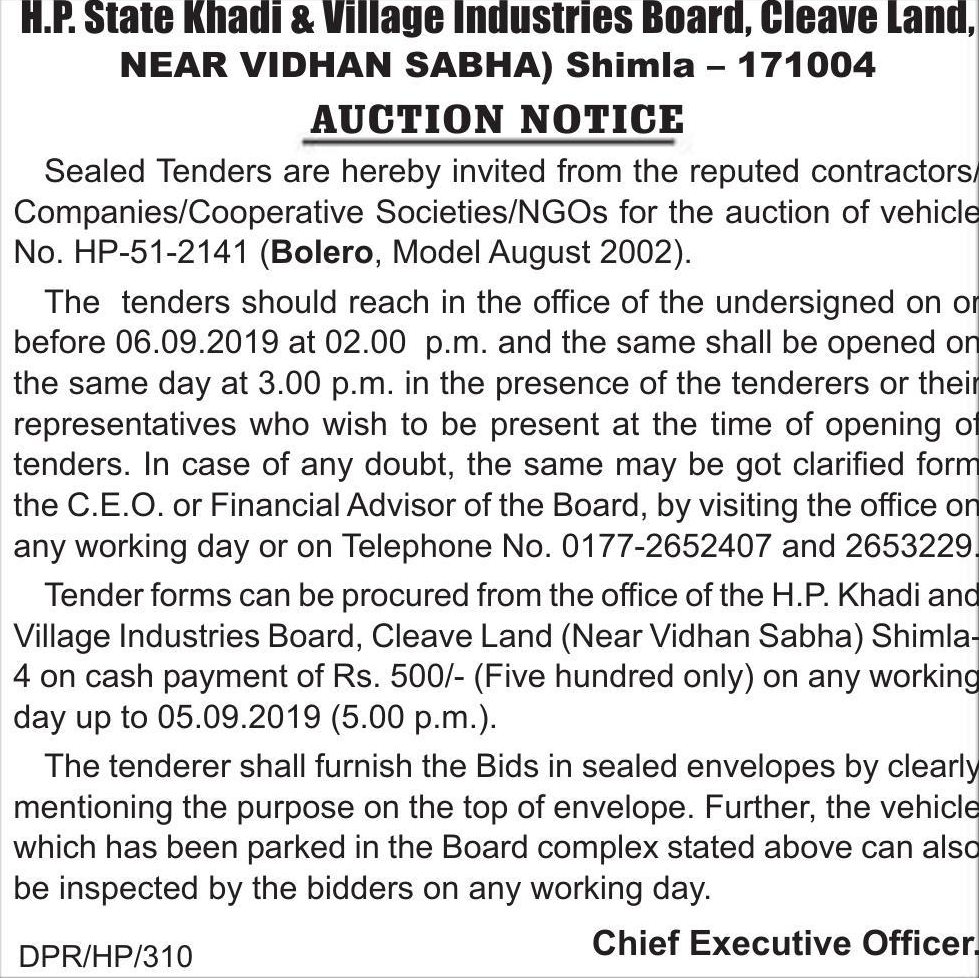 H.P. State Khadi & Village Industries Board, Cleave Land,
NEAR VIDHAN SABHA) Shimla – 171004
AUCTION NOTICE
Sealed Tenders are hereby invited from the reputed contractors/
Companies/Cooperative Societies/NGOs for the auction of vehicle
No. HP-51-2141 (Bolero, Model August 2002).
The tenders should reach in the office of the undersigned on or
before 06.09.2019 at 02.00 p.m. and the same shall be opened on
the same day at 3.00 p.m. in the presence of the tenderers or their
representatives who wish to be present at the time of opening of
tenders. In case of any doubt, the same may be got clarified form
the C.E.O. or Financial Advisor of the Board, by visiting the office on
any working day or on Telephone No. 0177-2652407 and 2653229.
Tender forms can be procured from the office of the H.P. Khadi and
Village Industries Board, Cleave Land (Near Vidhan Sabha) Shimla-
4 on cash payment of Rs. 500/- (Five hundred only) on any working
day up to 05.09.2019 (5.00 p.m.).
The tenderer shall furnish the Bids in sealed envelopes by clearly
mentioning the purpose on the top of envelope. Further, the vehicle
which has been parked in the Board complex stated above can also
be inspected by the bidders on any working day.
Chief Executive Officer.
DPR/HP/310